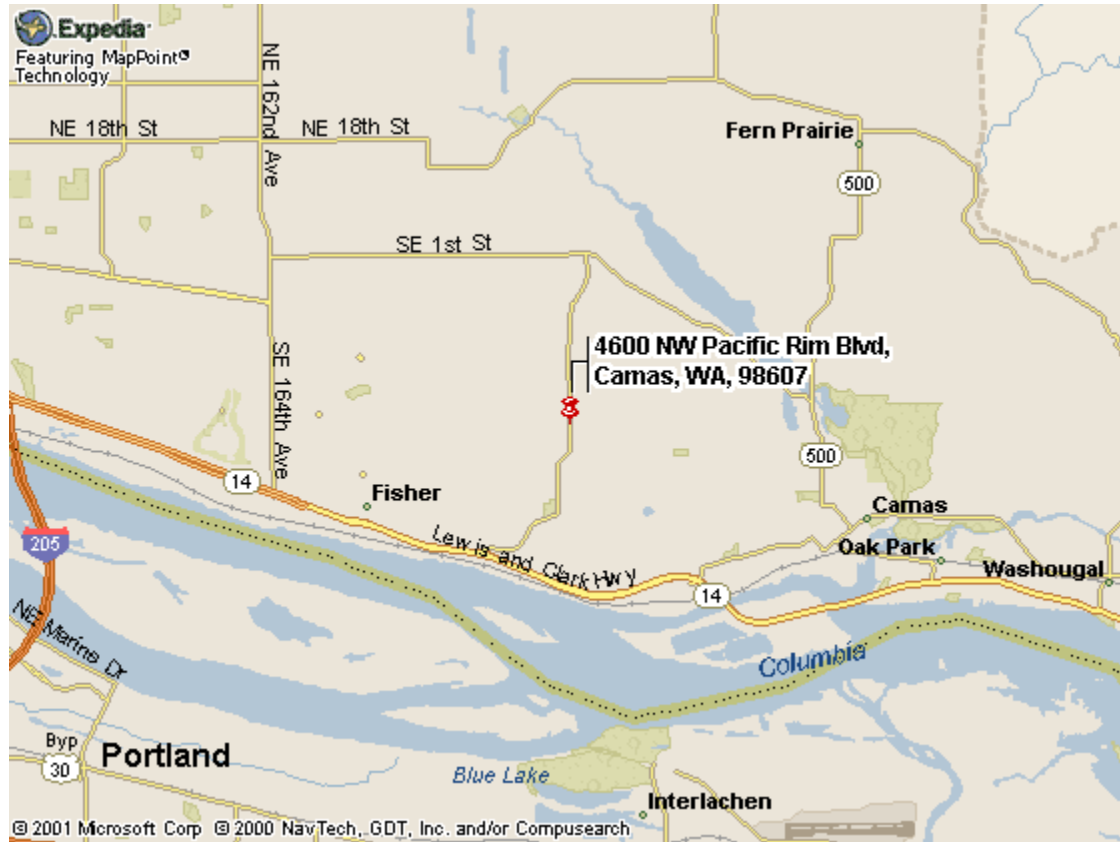 Expedia
Featuring MapPoint®
Technology
NE 162nd Ave
NE 18th St
NE 18th St
Fern Prairie
500
SE 1st St
4600 NW Pacific Rim Blvd,
Camas, WA, 98607
SE 164th Ave
14
Fisher
500
Camas
Oak Park
Washougal
205
Lewis and Clark Hwy
14
NE Marine Dr
Columbia
Byp
30
Portland
Blue Lake
Interlachen
© 2001 Microsoft Corp © 2000 NavTech, GDT, Inc. and/or Compusearch